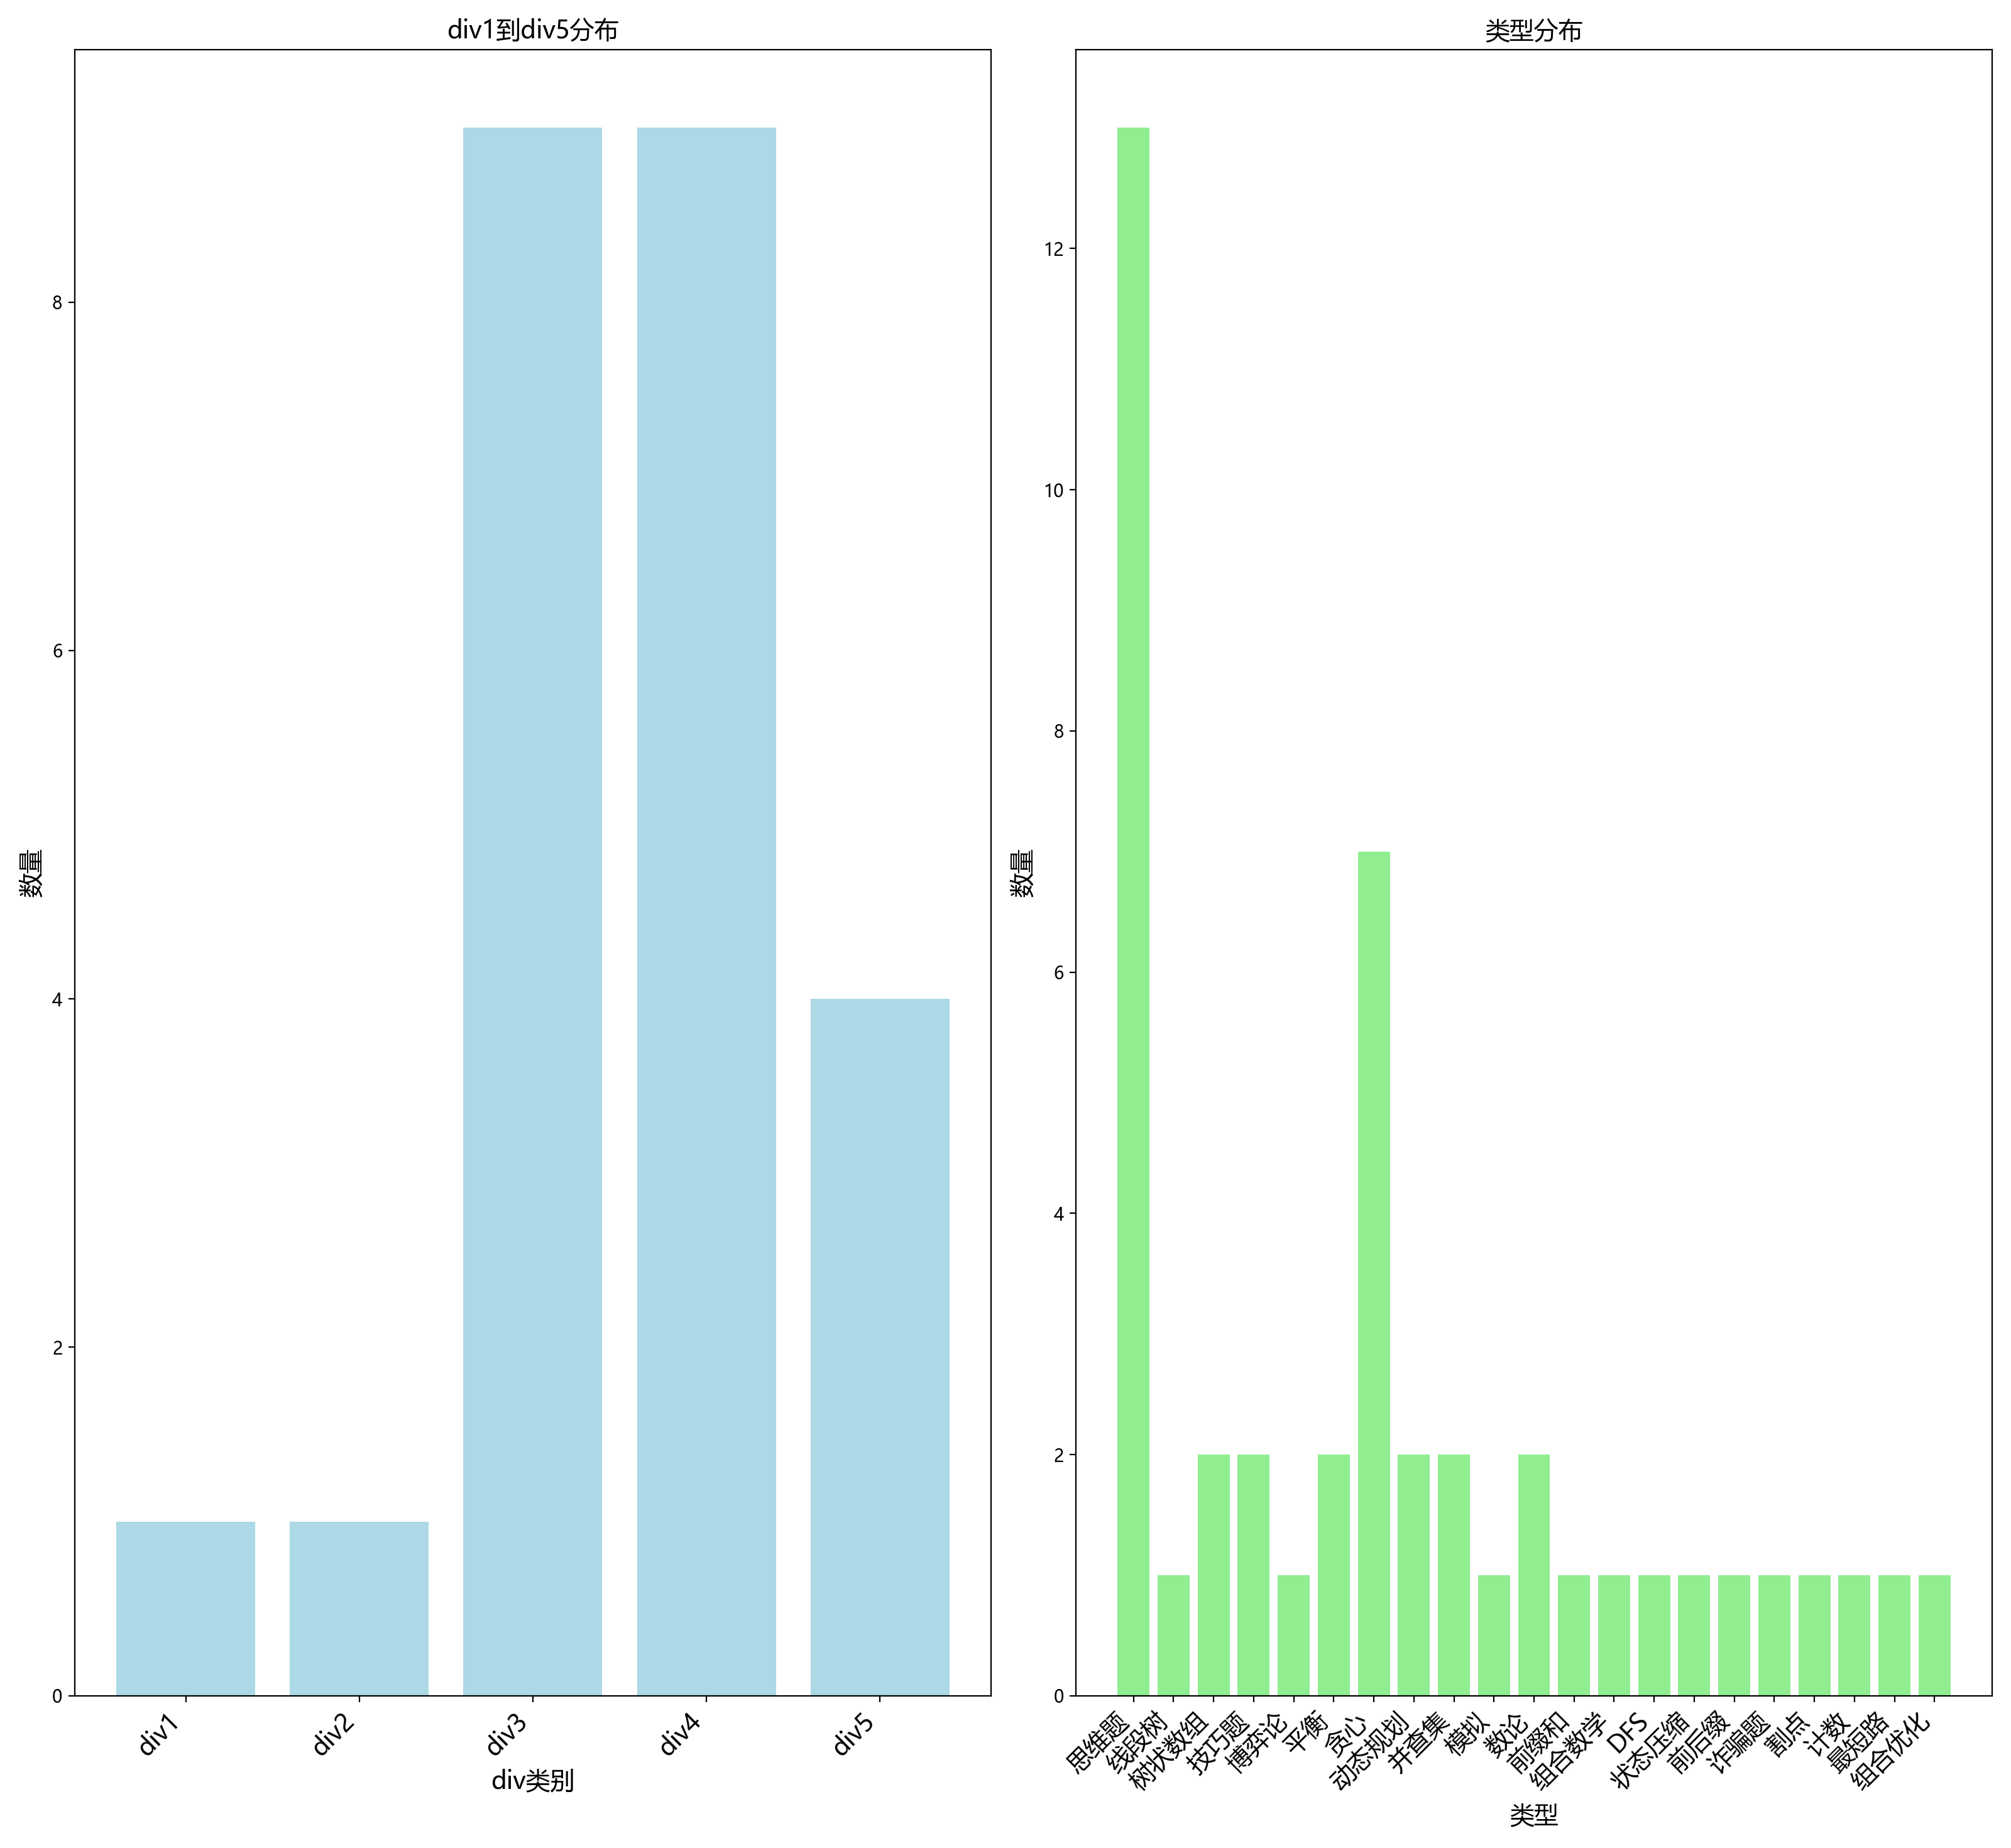 div1到div5分布
数量
8
6
4
2
0
div1
div2
div3
div4
div5
div类别
类型分布
数量
12
10
8
6
4
2
0
思维题
线段树
树状数组
技巧题
博弈论
平衡
贪心
动态规划
并查集
模拟
数论
前缀和
组合数学
DFS
状态压缩
前后缀
诈骗题
割点
计数
最短路
组合优化
类型